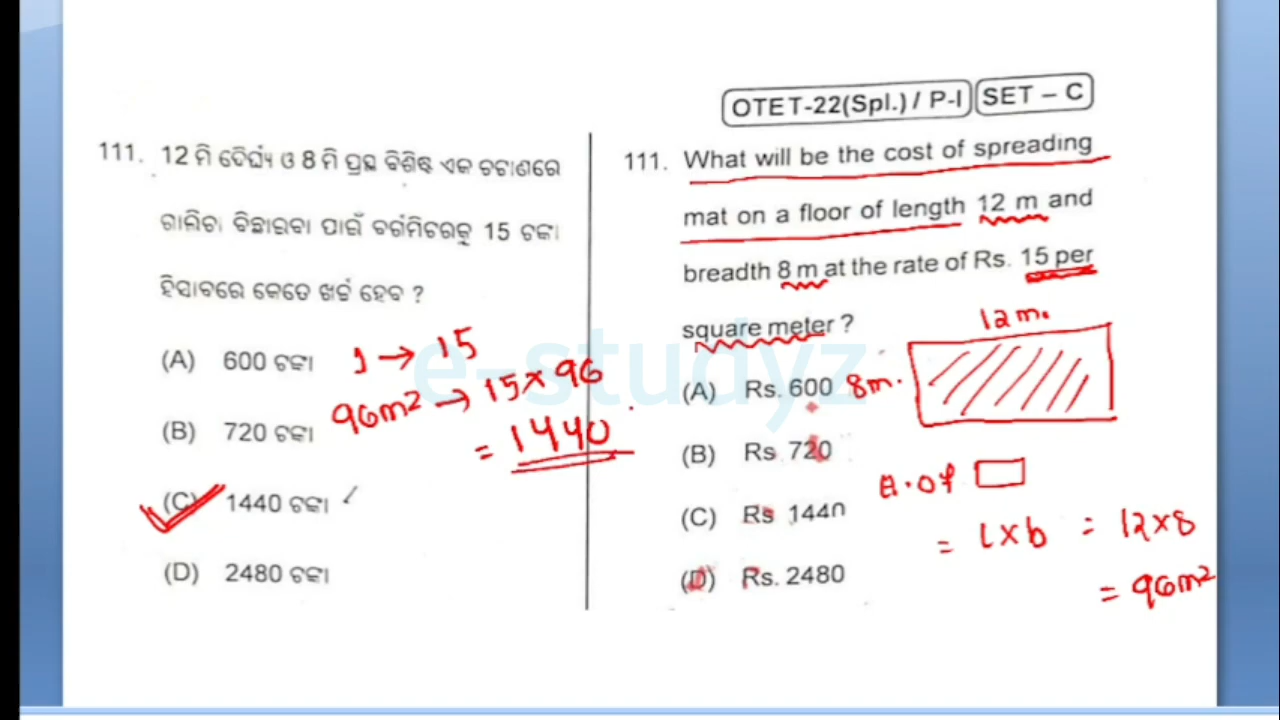 OTET-22(Spl.) / P-I SET – C
111. 12 ମି ଦୈର୍ଘ୍ୟ ଓ 8 ମି ପ୍ରସ୍ଥ ବିଶିଷ୍ଟ ଏକ ଚଟାଣରେ
ଗାଲିଚା ବିଛାଇବା ପାଇଁ ବର୍ଗମିଟରକୁ 15 ଟଙ୍କା
ହିସାବରେ କେତେ ଖର୍ଚ୍ଚ ହେବ ?
(A) 600 ଟଙ୍କା
(B) 720 ଟଙ୍କା
(C) 1440 ଟଙ୍କା
(D) 2480 ଟଙ୍କା
1 → 15
96m² → 15 × 96
= 1440
111. What will be the cost of spreading
mat on a floor of length 12 m and
breadth 8 m at the rate of Rs. 15 per
square meter ?
(A) Rs. 600
(B) Rs 720
(C) Rs 1440
(D) Rs. 2480
12 m.
8 m.
A. of
= l × b = 12 × 8
= 96m²
e-studyz